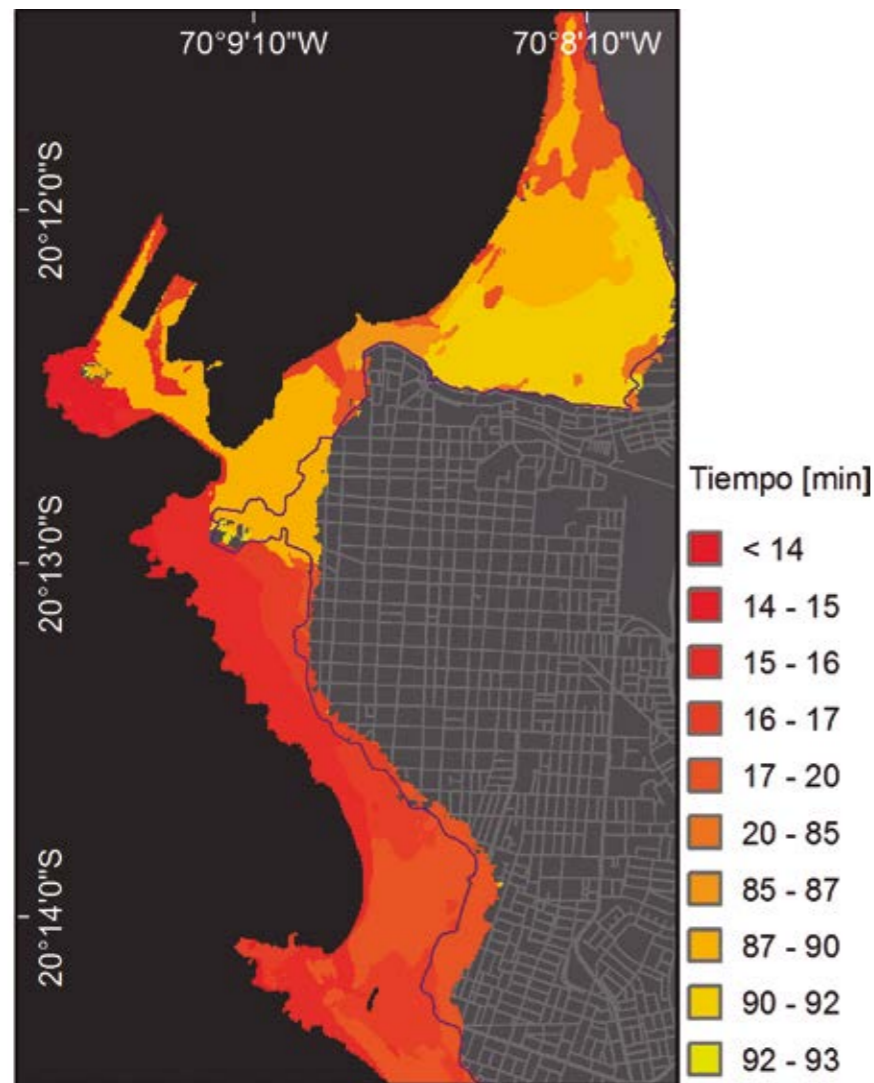 70°9'10"W
70°8'10"W
20°12'0"S
20°13'0"S
20°14'0"S
Tiempo [min]
< 14
14 - 15
15 - 16
16 - 17
17 - 20
20 - 85
85 - 87
87 - 90
90 - 92
92 - 93